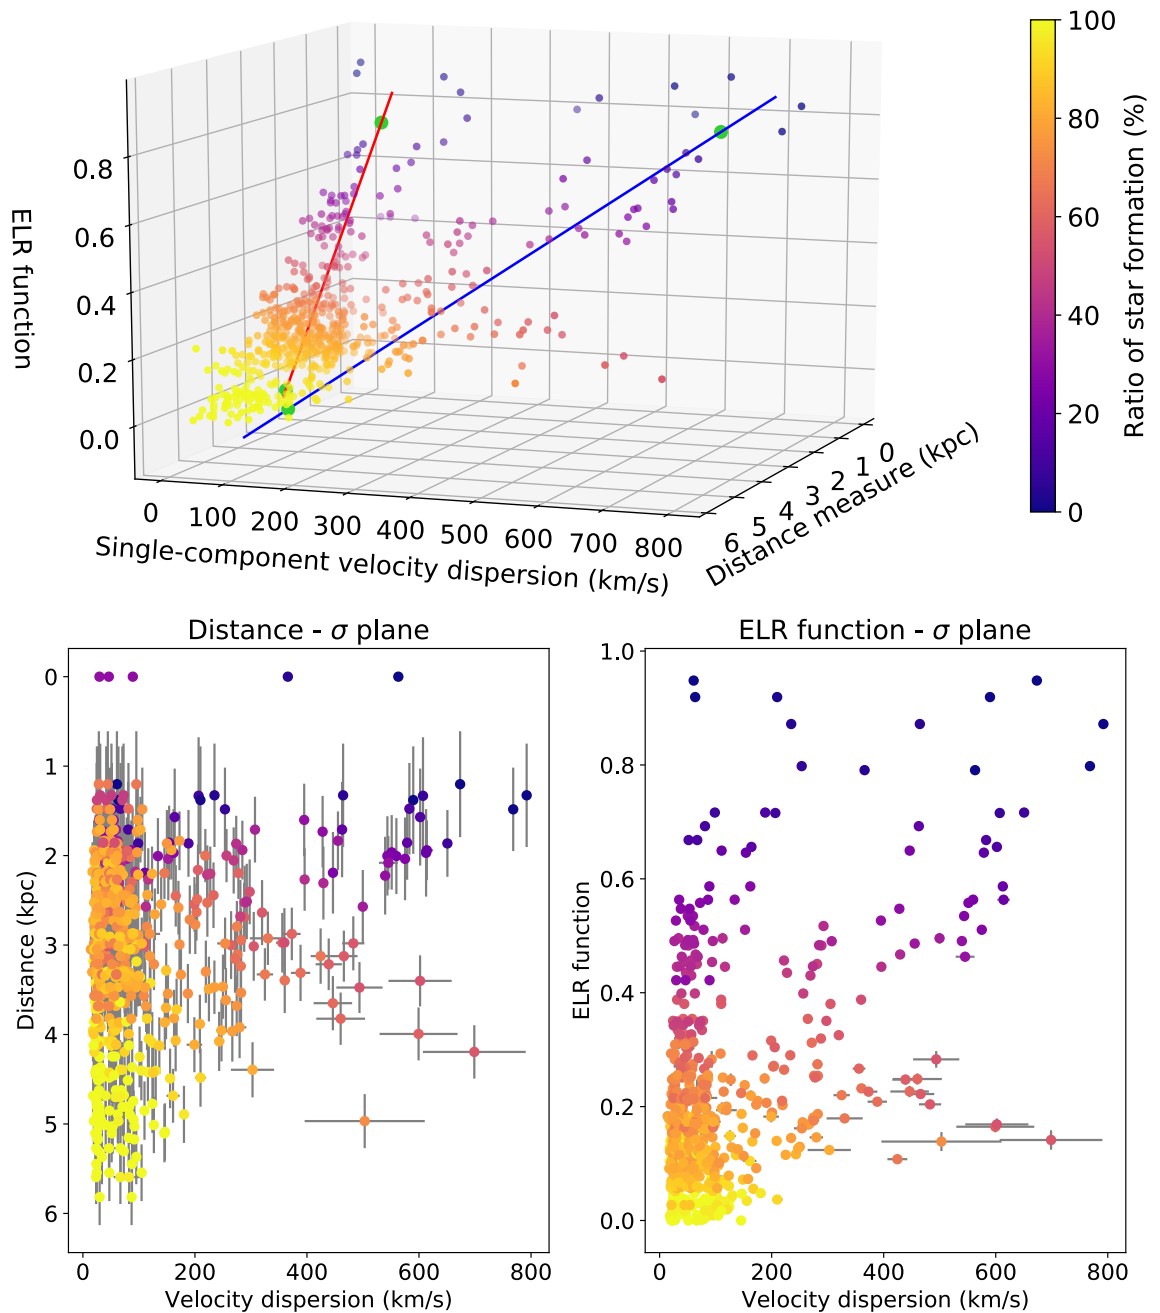 ELR function
0.8
0.6
0.4
0.2
0.0
0 100 200 300 400 500 600 700 800
Single-component velocity dispersion (km/s)
6 5 4 3 2 1 0
Distance measure (kpc)
100
80
60
40
20
0
Ratio of star formation (%)
Distance - σ plane
Distance (kpc)
0
1
2
3
4
5
6
0 200 400 600 800
Velocity dispersion (km/s)
ELR function - σ plane
ELR function
1.0
0.8
0.6
0.4
0.2
0.0
0 200 400 600 800
Velocity dispersion (km/s)